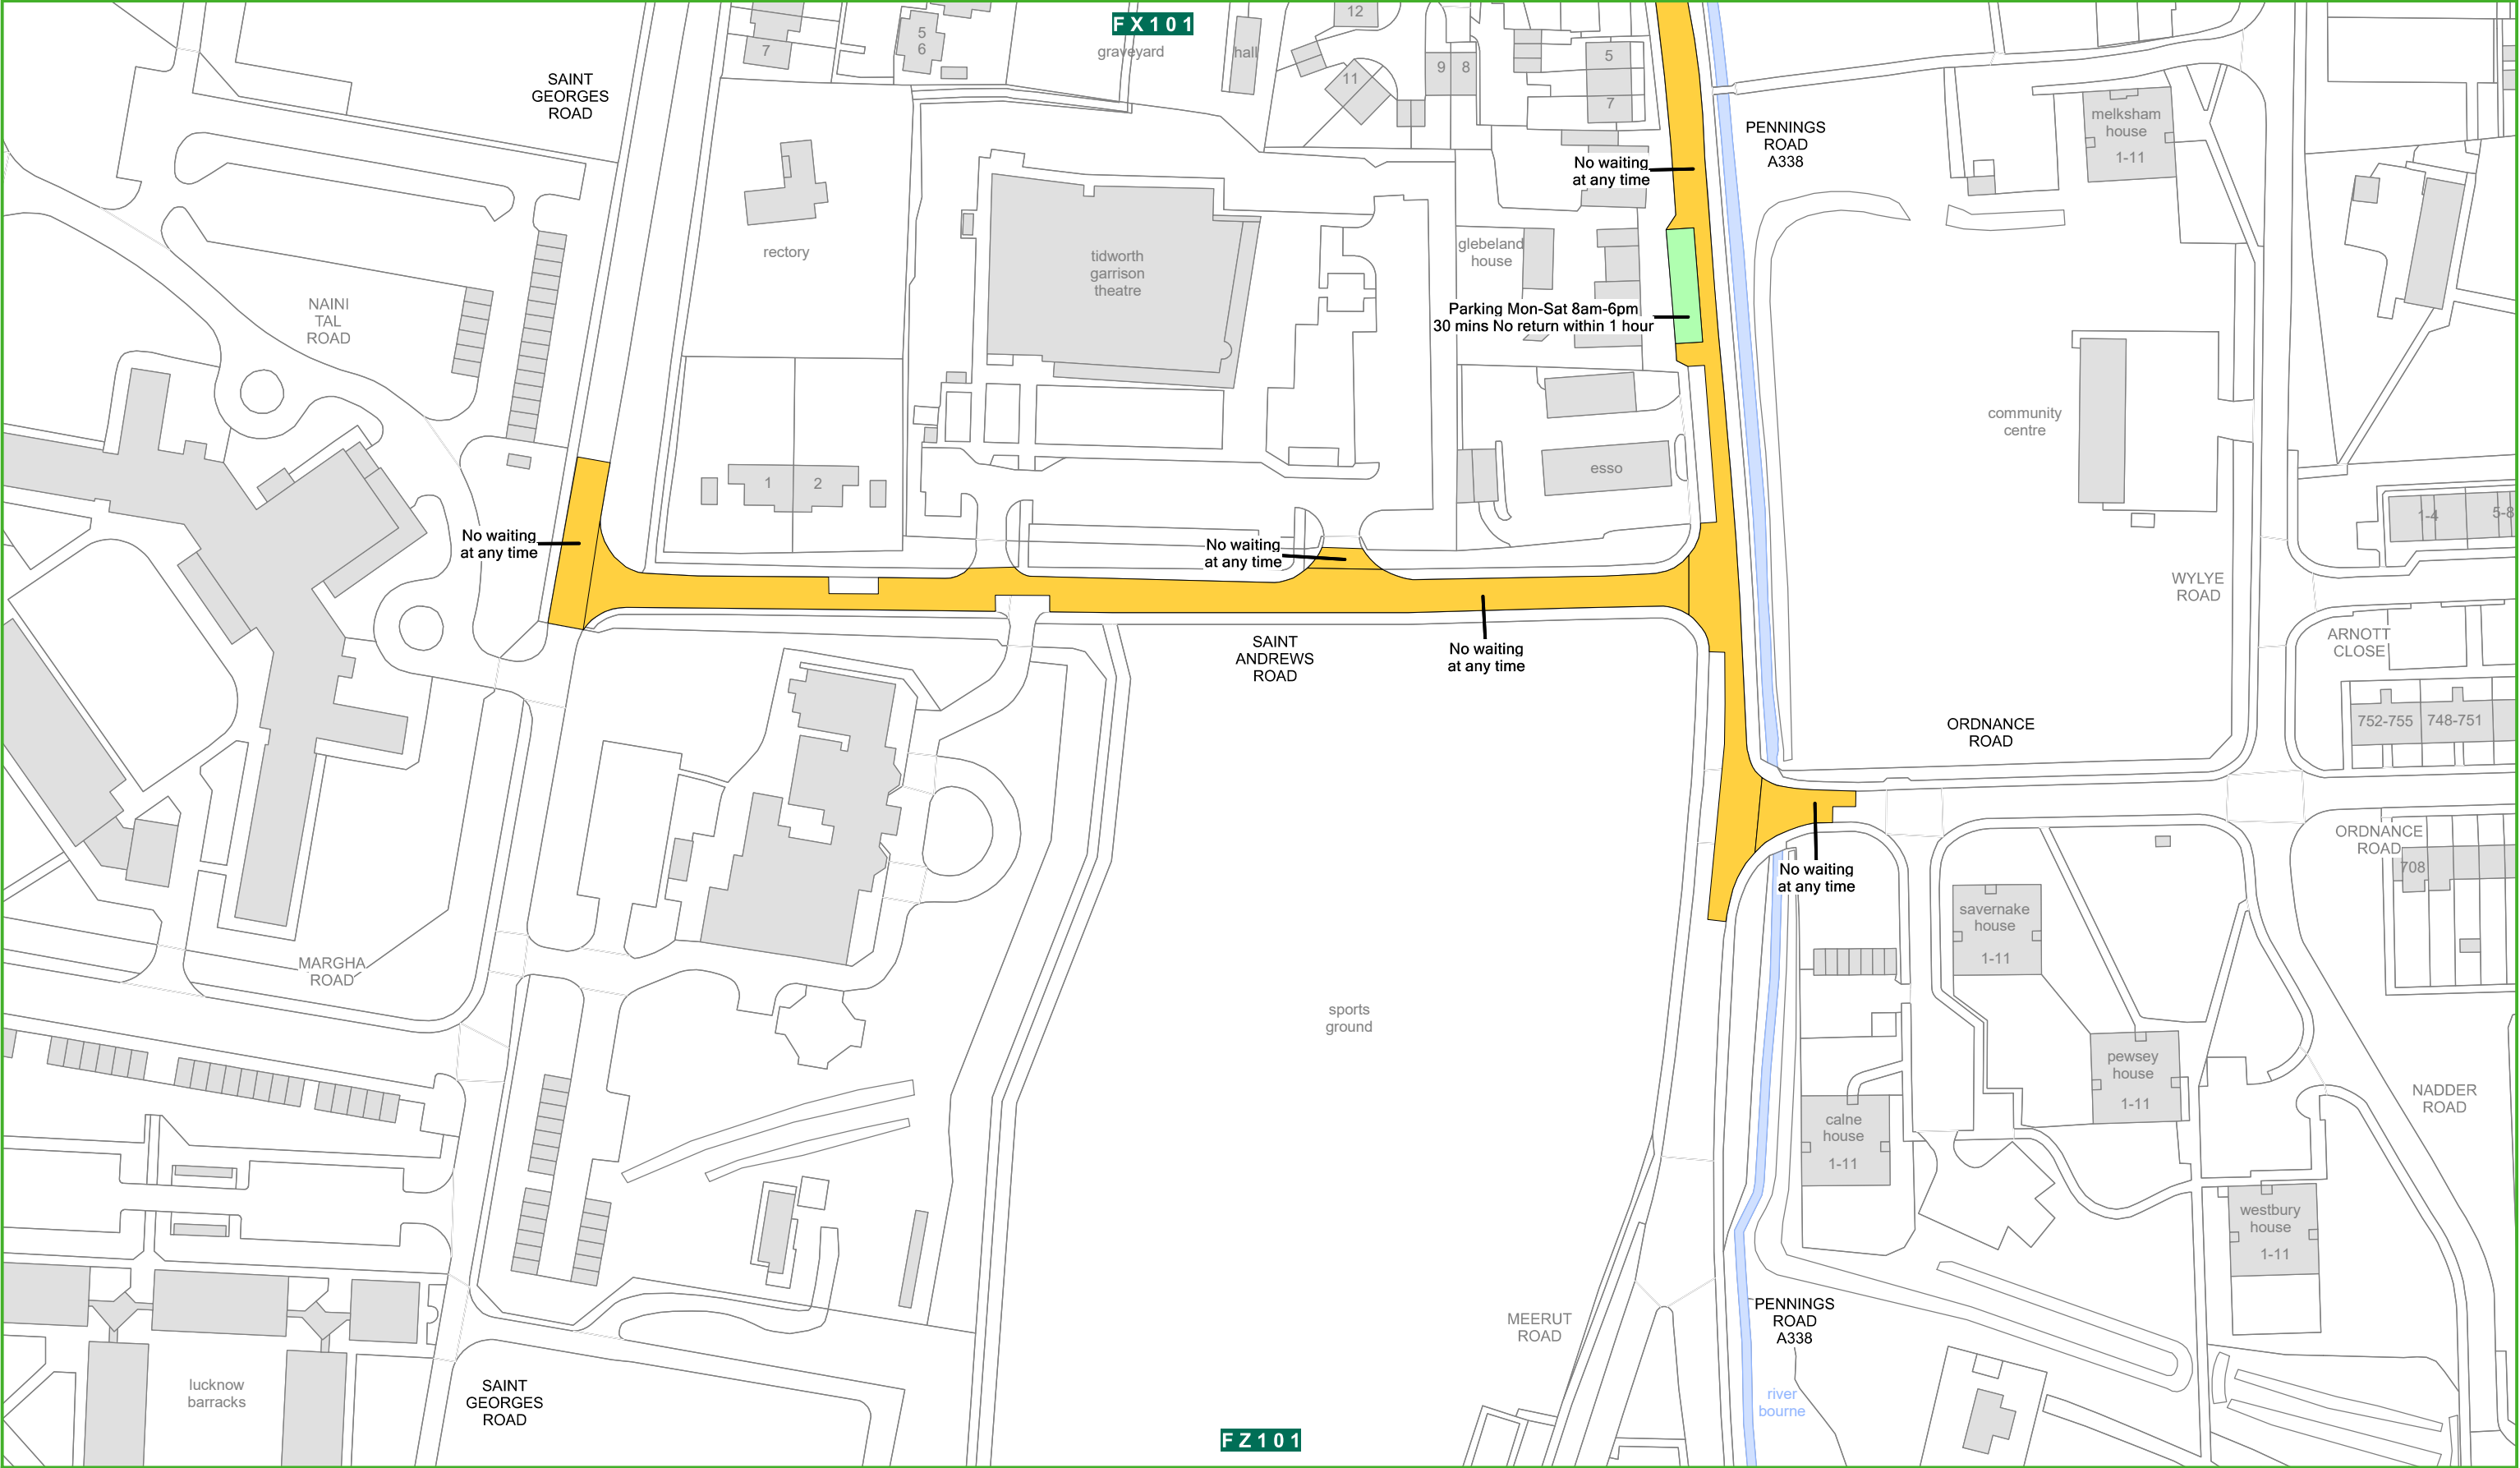 FX101
graveyard
hall
12
5
6
7
11
9
8
5
7
SAINT
GEORGES
ROAD
PENNINGS
ROAD
A338
melksham
house
1-11
No waiting
at any time
rectory
tidworth
garrison
theatre
glebeland
house
NAINI
TAL
ROAD
Parking Mon-Sat 8am-6pm
30 mins No return within 1 hour
community
centre
esso
1
2
1-4
5-8
No waiting
at any time
No waiting
at any time
WYLYE
ROAD
SAINT
ANDREWS
ROAD
No waiting
at any time
ARNOTT
CLOSE
752-755
748-751
ORDNANCE
ROAD
ORDNANCE
ROAD
708
No waiting
at any time
savernake
house
1-11
MARGHA
ROAD
sports
ground
pewsey
house
1-11
NADDER
ROAD
calne
house
1-11
westbury
house
1-11
MEERUT
ROAD
PENNINGS
ROAD
A338
river
bourne
lucknow
barracks
SAINT
GEORGES
ROAD
FZ101